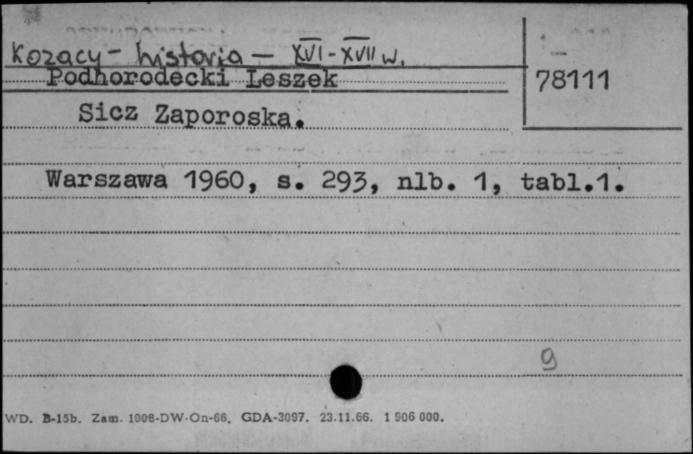 Kozacy - historia - XVI-XVII w.
Podhorodecki Leszek
78111
Sicz Zaporoska.
Warszawa 1960, s. 293, nlb. 1, tabl.1.
9
WD. B-15b. Zam. 1006-DW-On-66. GDA-3097. 23.11.66. 1 906 000.